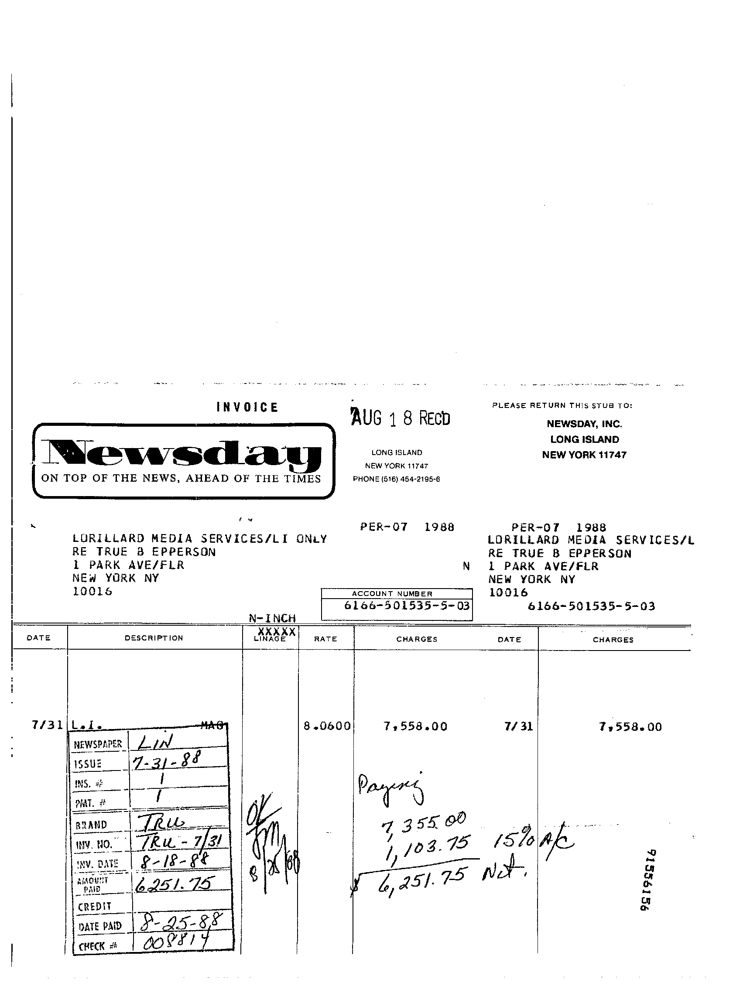 INVOICE
AUG 18 REC'D
PLEASE RETURN THIS STUB TO:
NEWSDAY, INC.
LONG ISLAND
NEW YORK 11747
Newsday
ON TOP OF THE NEWS, AHEAD OF THE TIMES
LONG ISLAND
NEW YORK 11747
PHONE (516) 454-2195-6
PER-07 1988
PER-07 1988
LORILLARD MEDIA SERVICES/LI ONLY
RE TRUE B EPPERSON
1 PARK AVE/FLR
NEW YORK NY
10016
N
LORILLARD MEDIA SERVICES/L
RE TRUE B EPPERSON
1 PARK AVE/FLR
NEW YORK NY
10016
ACCOUNT NUMBER
6166-501535-5-03
6166-501535-5-03
N-INCH
XXXXX
DATE DESCRIPTION LINAGE RATE CHARGES DATE CHARGES
7/31 L.I. MAG 8.0600 7,558.00 7/31 7,558.00
NEWSPAPER LIN
ISSUE 7-31-88
INS. # 1
PMT. # 1
BRAND TRU
INV. NO. TRU-7/31
INV. DATE 8-18-88
AMOUNT PAID 6251.75
CREDIT
DATE PAID 8-25-88
CHECK # 008814
OK
8/25/88
Paying
7,355.00
1,103.75 15% A/C
$ 6,251.75 Net.
91556156